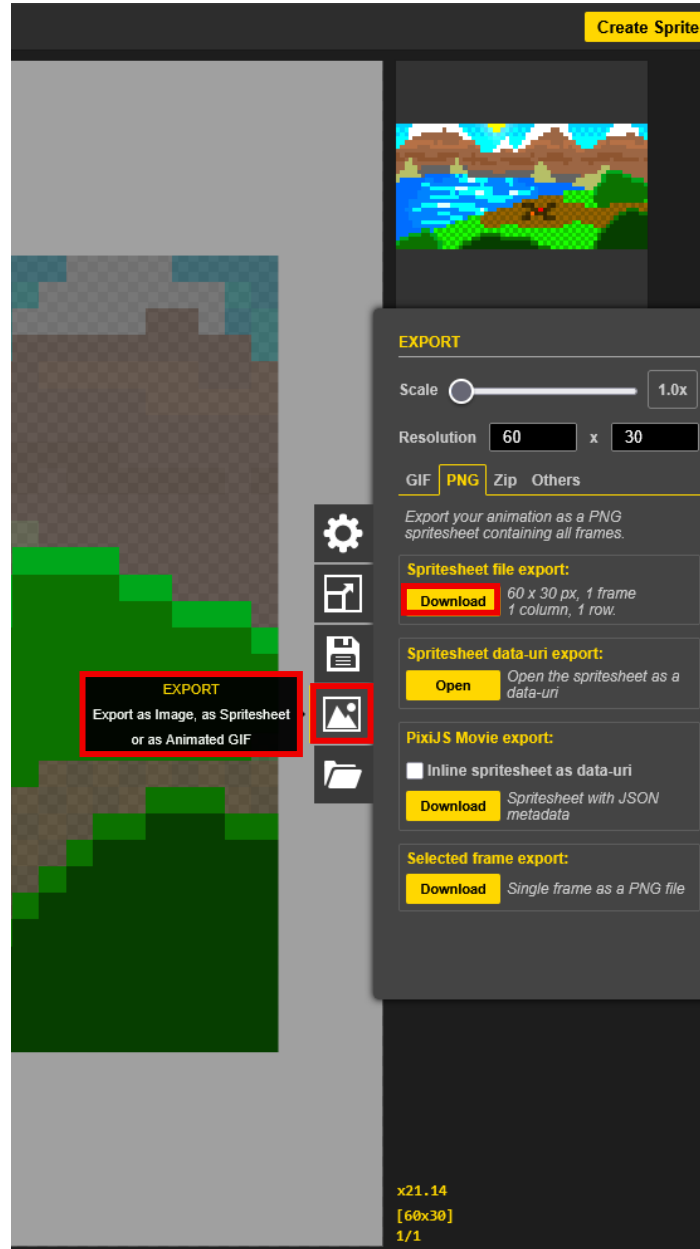 Create Sprite
EXPORT
Scale 1.0x
Resolution 60 x 30
GIF PNG Zip Others
Export your animation as a PNG
spritesheet containing all frames.
Spritesheet file export:
Download 60 x 30 px, 1 frame
1 column, 1 row.
Spritesheet data-uri export:
Open Open the spritesheet as a
data-uri
EXPORT
Export as Image, as Spritesheet
or as Animated GIF
PixiJS Movie export:
Inline spritesheet as data-uri
Download Spritesheet with JSON
metadata
Selected frame export:
Download Single frame as a PNG file
x21.14
[60x30]
1/1